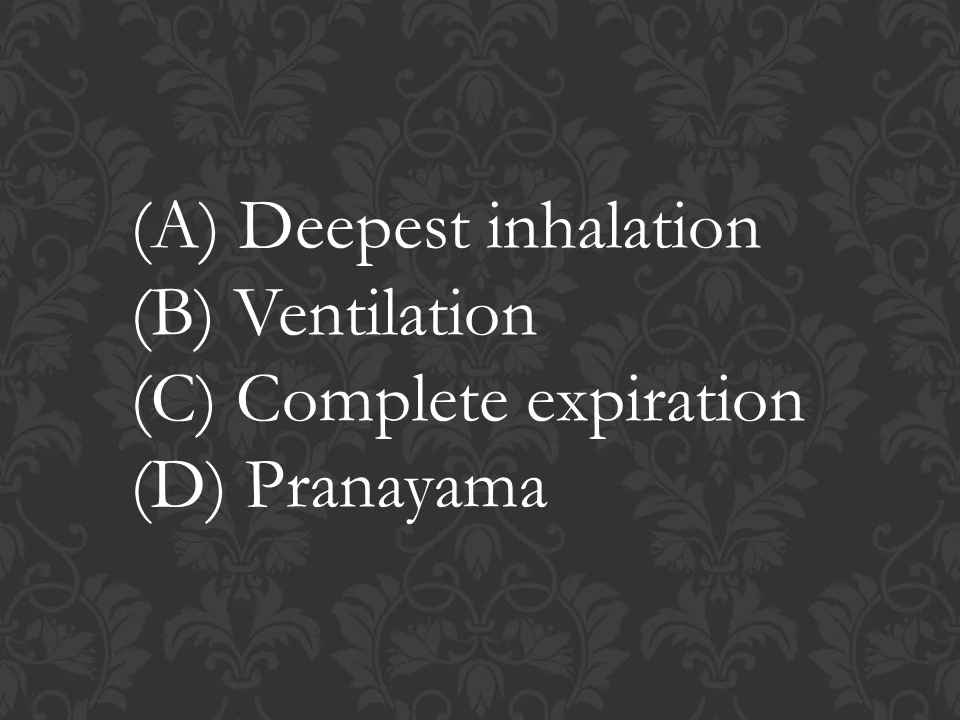 (A) Deepest inhalation
(B) Ventilation
(C) Complete expiration
(D) Pranayama